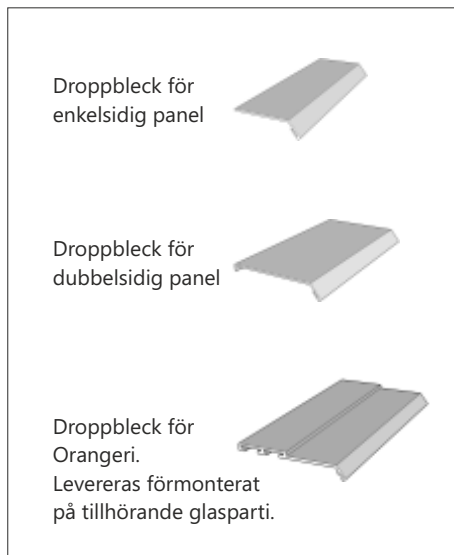 Droppbleck för
enkelsidig panel
Droppbleck för
dubbelsidig panel
Droppbleck för
Orangeri.
Levereras förmonterat
på tillhörande glasparti.